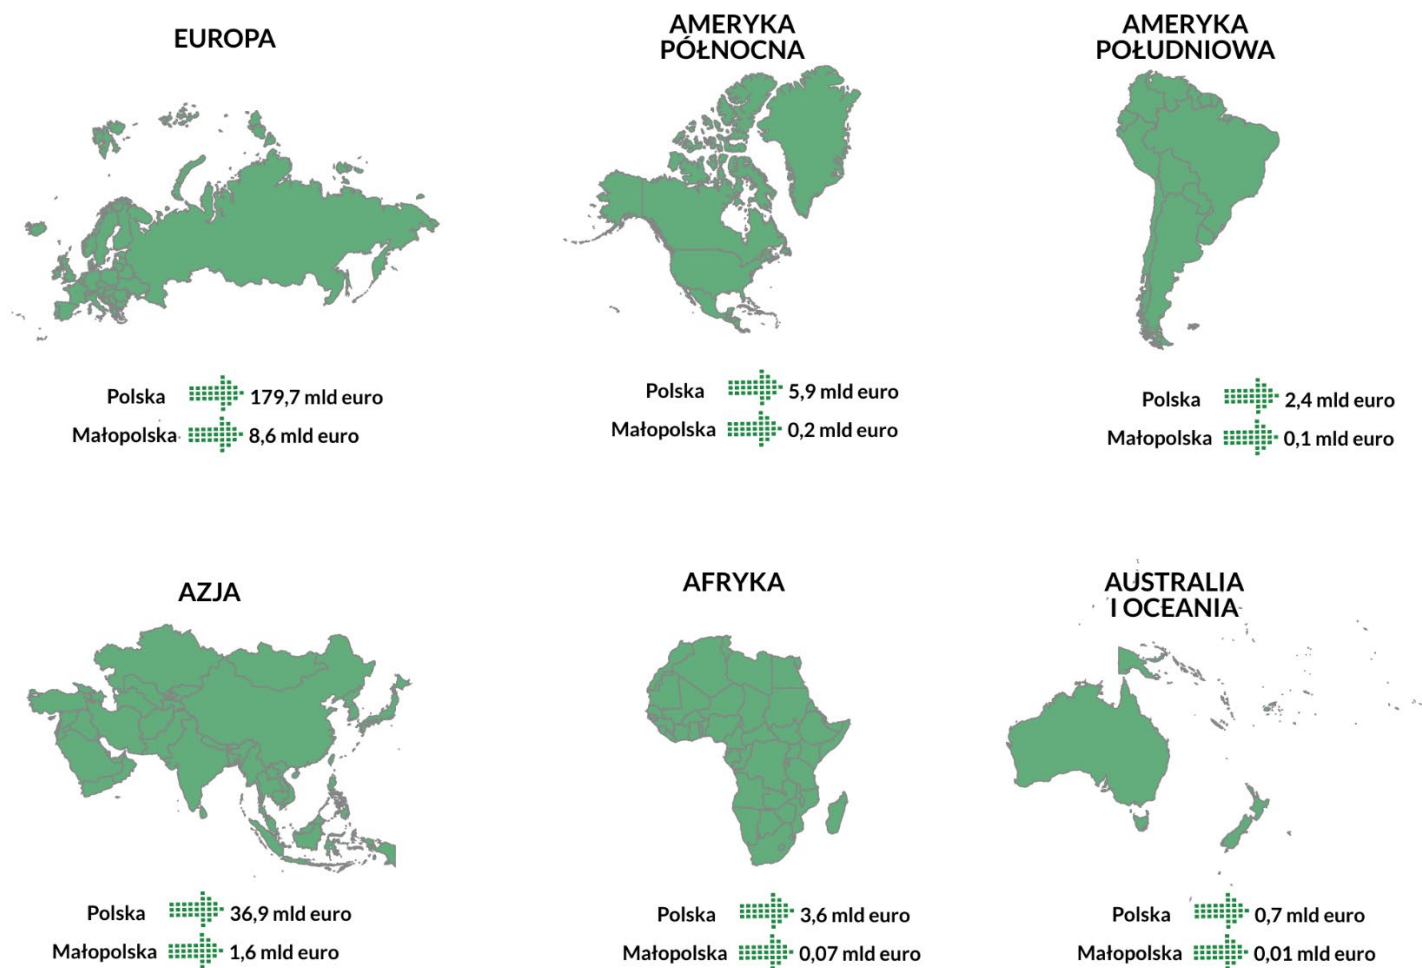 EUROPA
Polska 179,7 mld euro
Małopolska 8,6 mld euro
AMERYKA
PÓŁNOCNA
Polska 5,9 mld euro
Małopolska 0,2 mld euro
AMERYKA
POŁUDNIOWA
Polska 2,4 mld euro
Małopolska 0,1 mld euro
AZJA
Polska 36,9 mld euro
Małopolska 1,6 mld euro
AFRYKA
Polska 3,6 mld euro
Małopolska 0,07 mld euro
AUSTRALIA
I OCEANIA
Polska 0,7 mld euro
Małopolska 0,01 mld euro